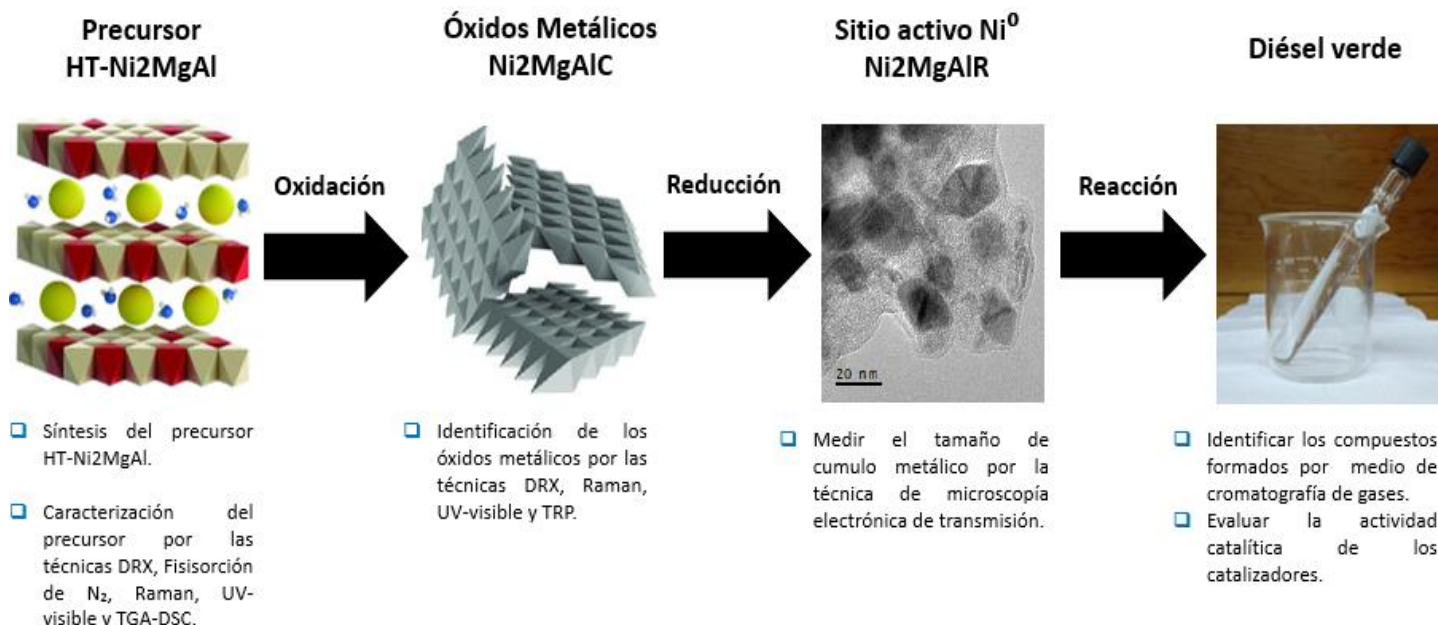 Precursor
HT-Ni2MgAl
Óxidos Metálicos
Ni2MgAlC
Sitio activo Ni⁰
Ni2MgAlR
Diésel verde
Oxidación
Reducción
Reacción
20 nm
❑ Síntesis del precursor
HT-Ni2MgAl.
❑ Caracterización del
precursor por las
técnicas DRX, Fisisorción
de N₂, Raman, UV-
visible y TGA-DSC.
❑ Identificación de los
óxidos metálicos por las
técnicas DRX, Raman,
UV-visible y TRP.
❑ Medir el tamaño de
cumulo metálico por la
técnica de microscopía
electrónica de transmisión.
❑ Identificar los compuestos
formados por medio de
cromatografía de gases.
❑ Evaluar la actividad
catalítica de los
catalizadores.